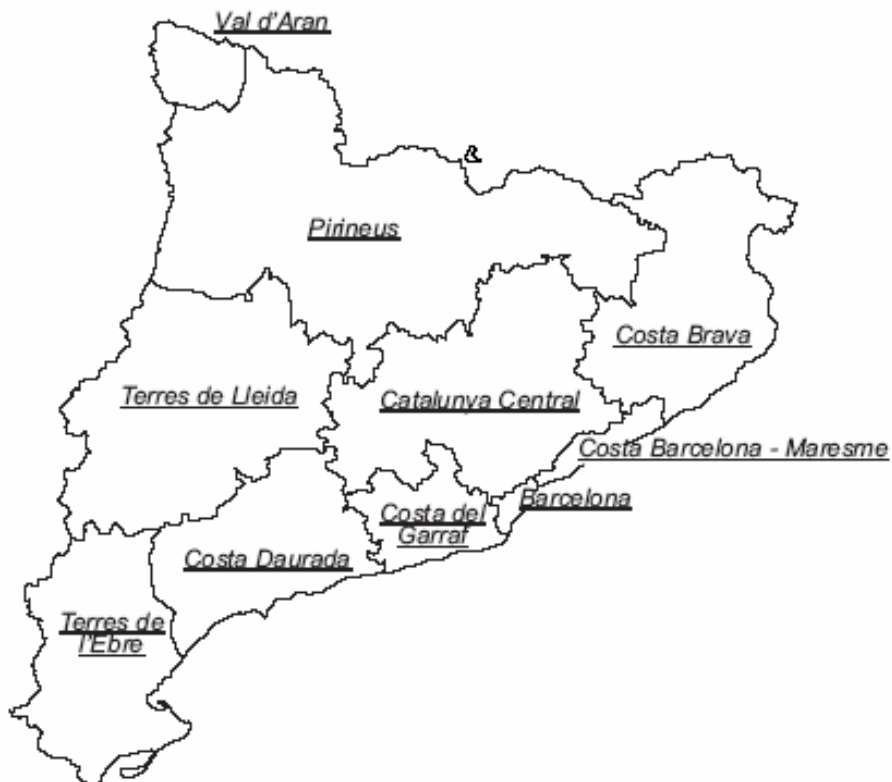 Val d'Aran
&
Pirineus
Costa Brava
Terres de Lleida
Catalunya Central
Costa Barcelona - Maresme
Barcelona
Costa del
Garraf
Costa Daurada
Terres de
l'Ebre